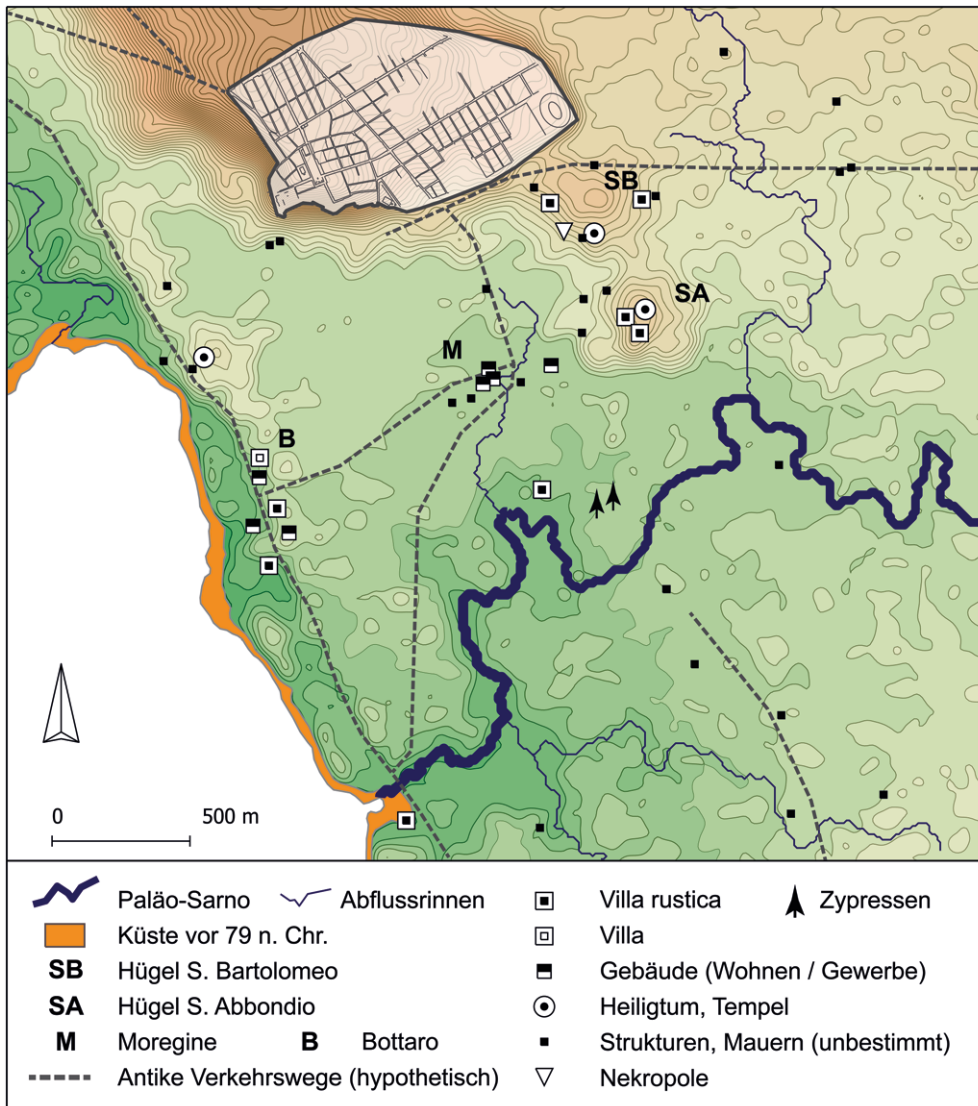 SB
SA
M
B
0 500 m
Paläo-Sarno Abflussrinnen Villa rustica Zypressen
Küste vor 79 n. Chr. Villa
SB Hügel S. Bartolomeo Gebäude (Wohnen / Gewerbe)
SA Hügel S. Abbondio Heiligtum, Tempel
M Moregine B Bottaro Strukturen, Mauern (unbestimmt)
Antike Verkehrswege (hypothetisch) Nekropole